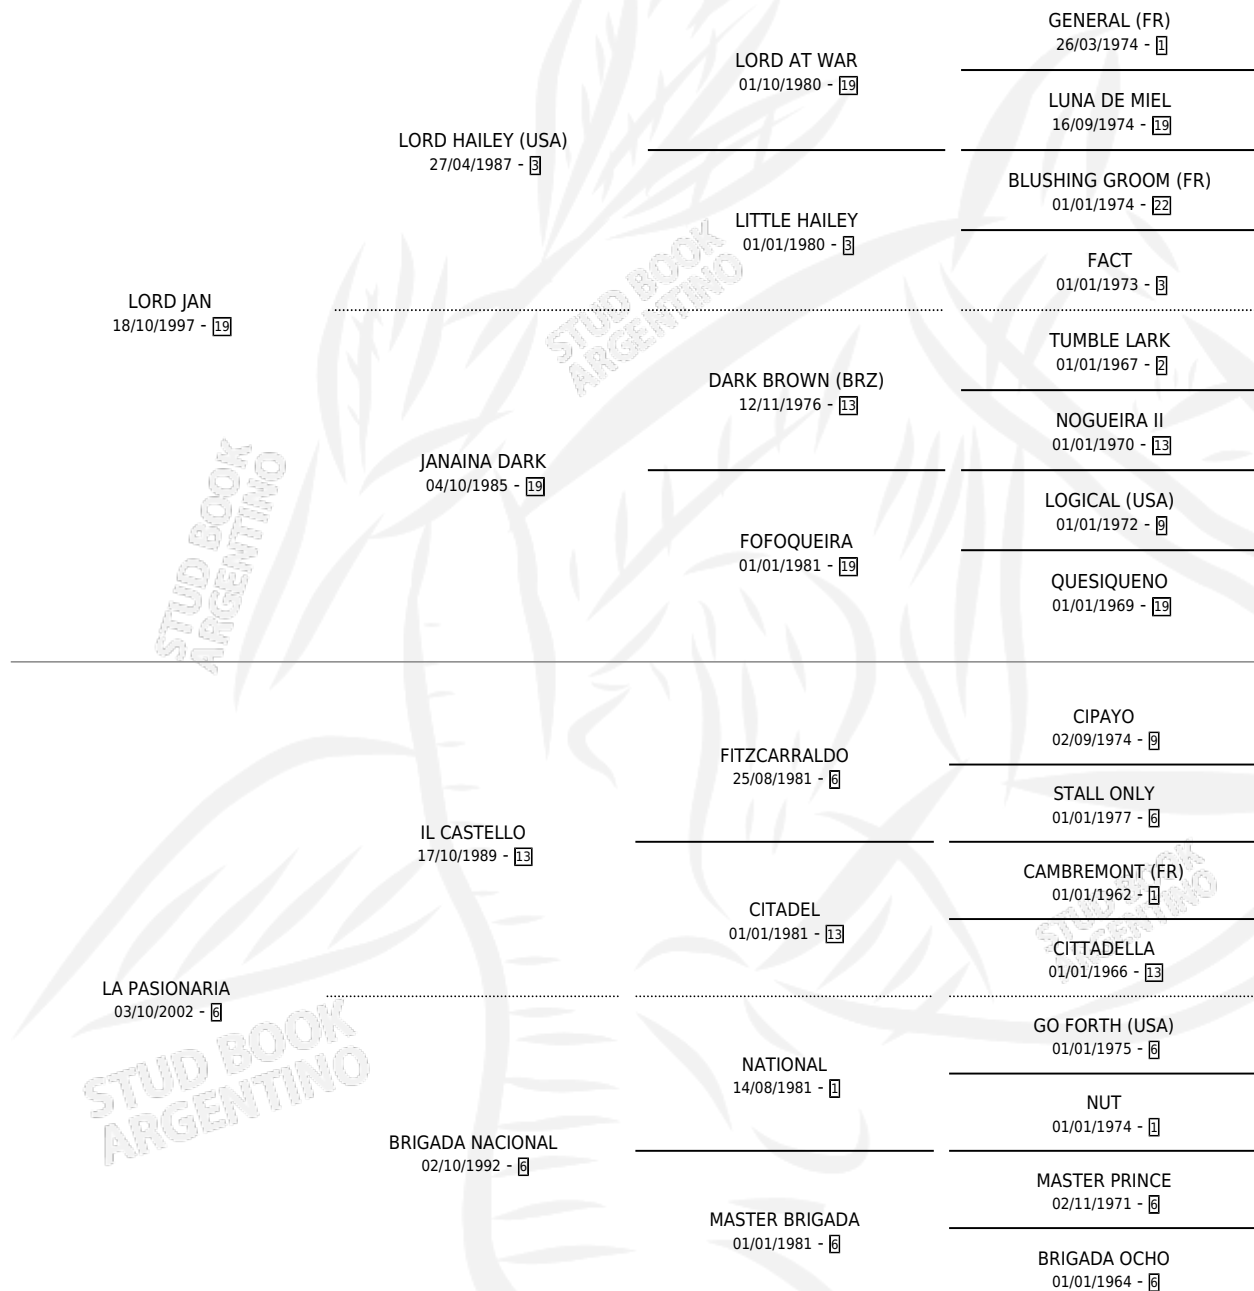 GENERAL (FR)
26/03/1974 - 1
LORD AT WAR
01/10/1980 - 19
LUNA DE MIEL
16/09/1974 - 19
LORD HAILEY (USA)
27/04/1987 - 3
BLUSHING GROOM (FR)
01/01/1974 - 22
LITTLE HAILEY
01/01/1980 - 3
FACT
01/01/1973 - 3
LORD JAN
18/10/1997 - 19
TUMBLE LARK
01/01/1967 - 2
DARK BROWN (BRZ)
12/11/1976 - 13
NOGUEIRA II
01/01/1970 - 13
JANAINA DARK
04/10/1985 - 19
LOGICAL (USA)
01/01/1972 - 9
FOFOQUEIRA
01/01/1981 - 19
QUESIQUENO
01/01/1969 - 19
CIPAYO
02/09/1974 - 9
FITZCARRALDO
25/08/1981 - 6
STALL ONLY
01/01/1977 - 6
IL CASTELLO
17/10/1989 - 13
CAMBREMONT (FR)
01/01/1962 - 1
CITADEL
01/01/1981 - 13
CITTADELLA
01/01/1966 - 13
LA PASIONARIA
03/10/2002 - 6
GO FORTH (USA)
01/01/1975 - 6
NATIONAL
14/08/1981 - 1
NUT
01/01/1974 - 1
BRIGADA NACIONAL
02/10/1992 - 6
MASTER PRINCE
02/11/1971 - 6
MASTER BRIGADA
01/01/1981 - 6
BRIGADA OCHO
01/01/1964 - 6
STUD BOOK
ARGENTINO
STUD BOOK
ARGENTINO
STUD BOOK
ARGENTINO
STUD BOOK
ARGENTINO